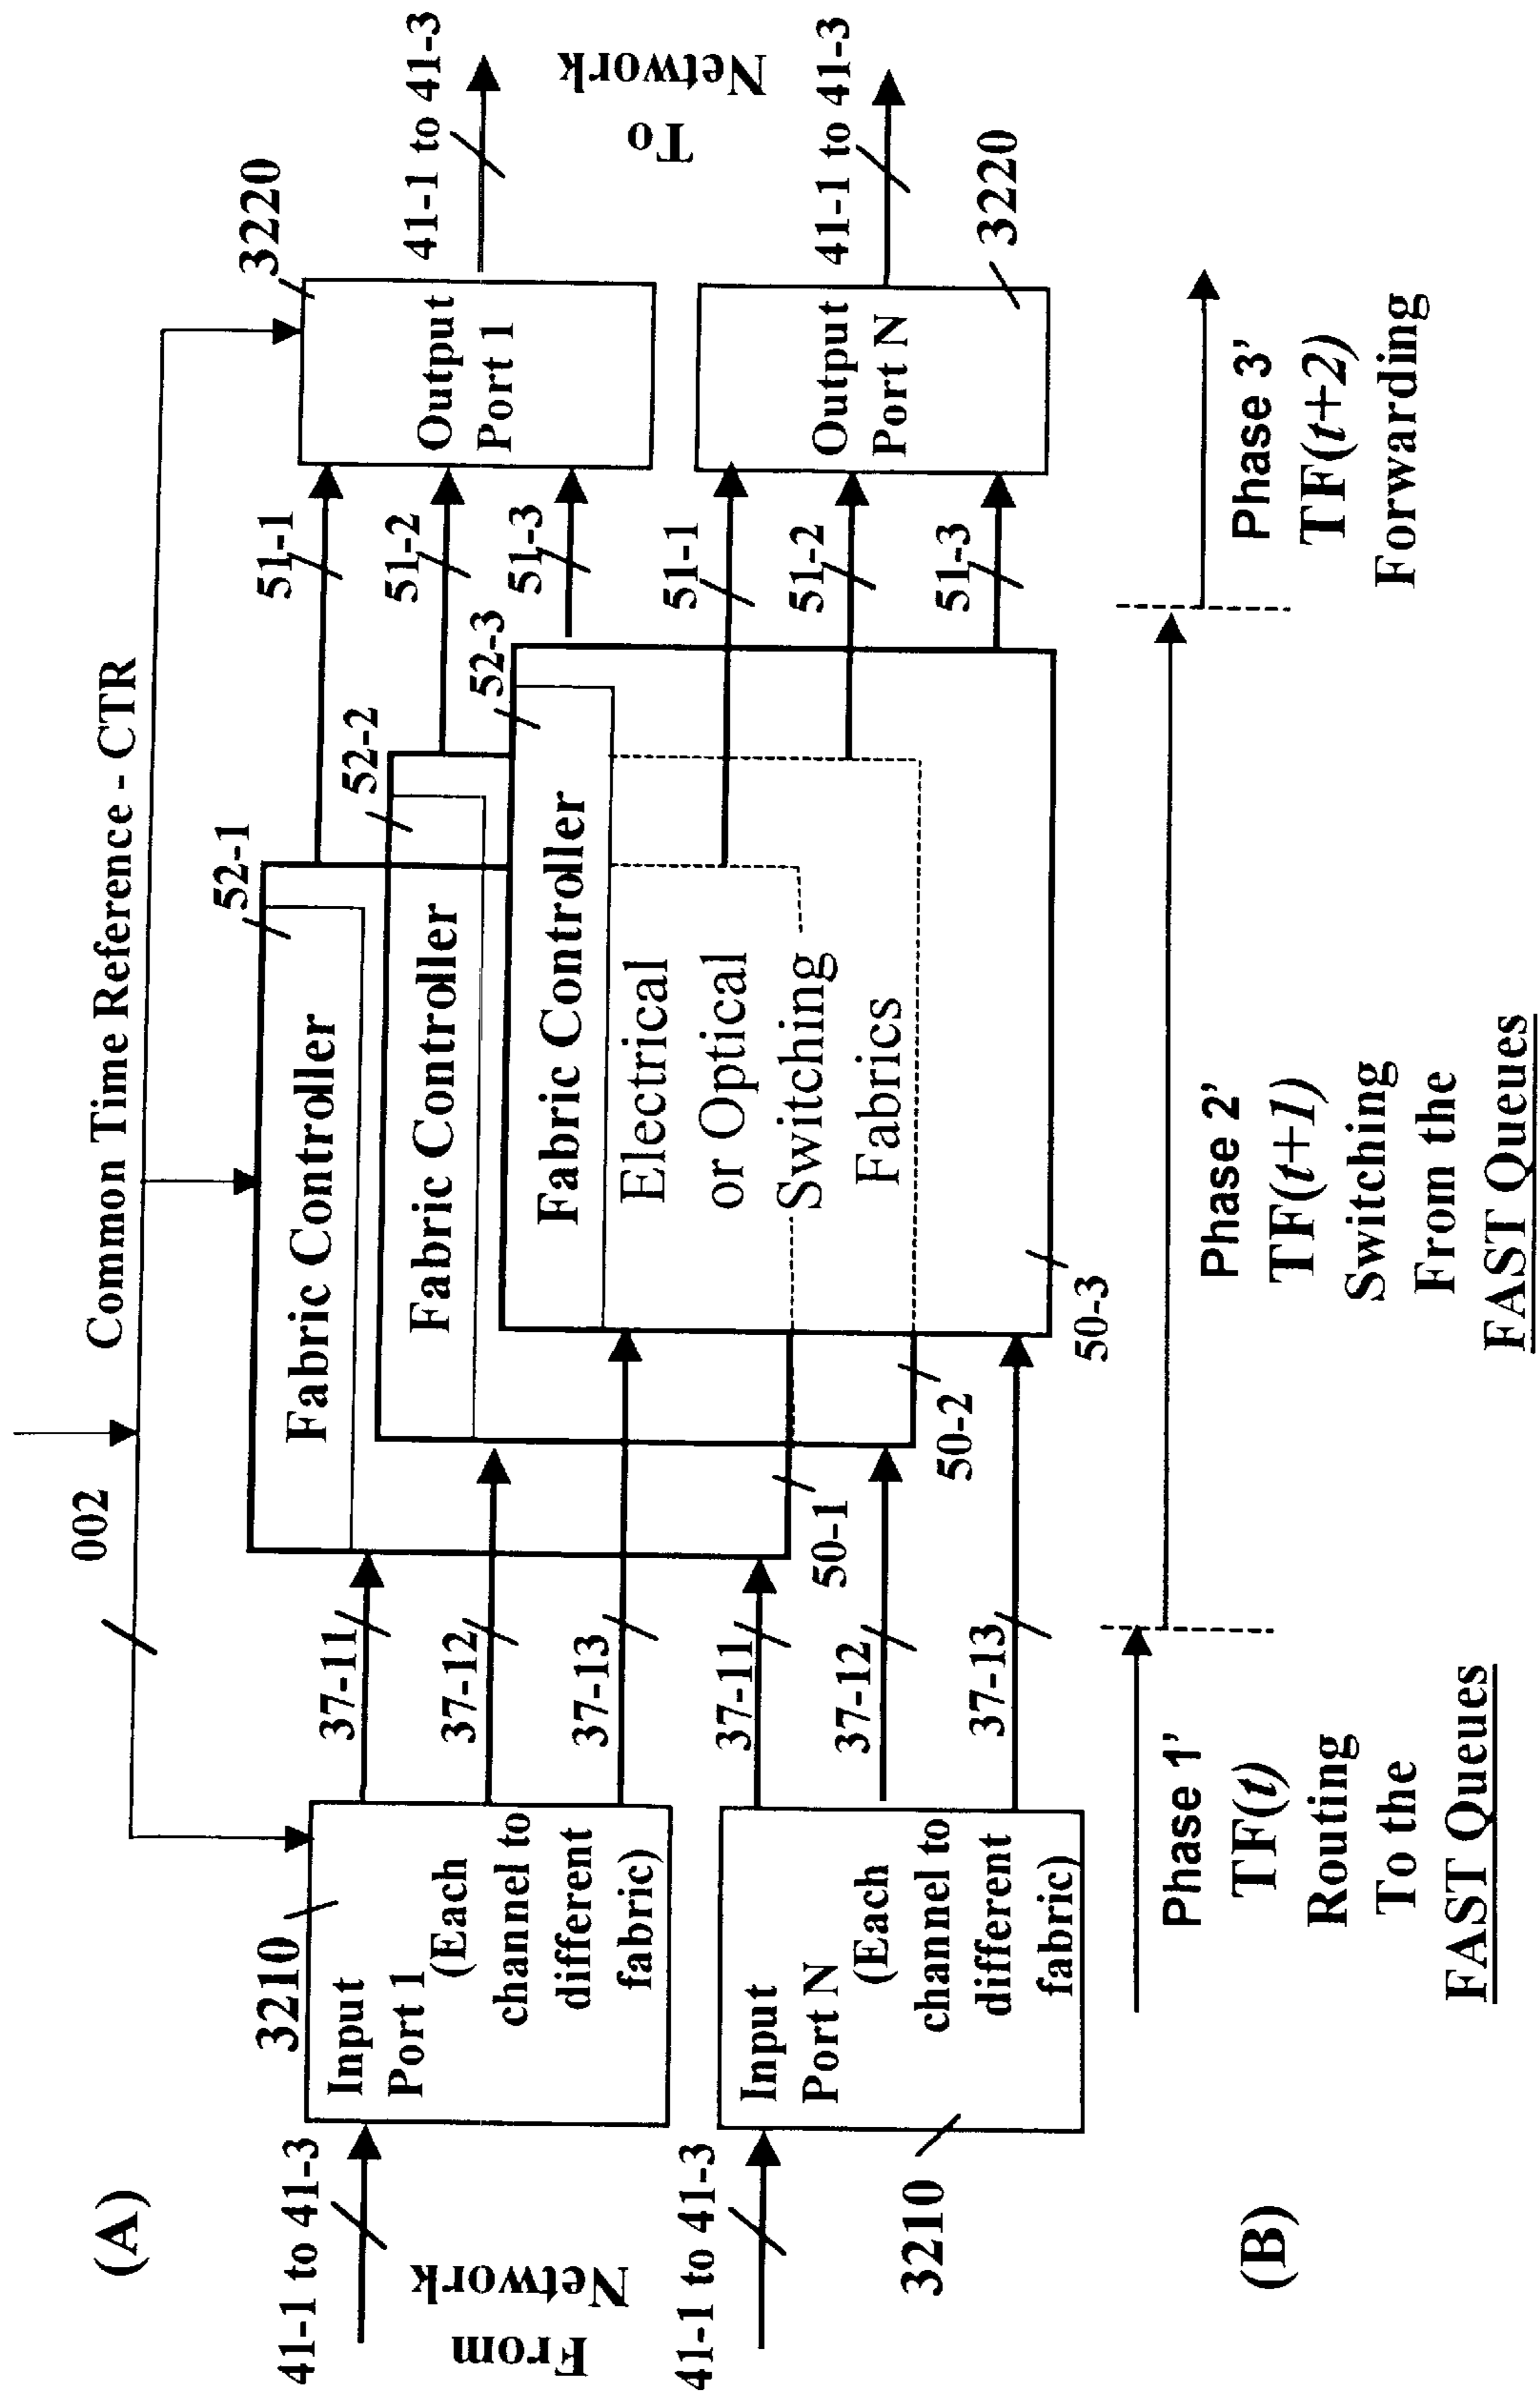 (A)
Common Time Reference - CTR
002
From
Network
41-1 to 41-3
3210
Input
Port 1
(Each
channel to
different
fabric)
37-11
37-12
37-13
41-1 to 41-3
3210
Input
Port N
(Each
channel to
different
fabric)
37-11
37-12
37-13
52-1
Fabric Controller
52-2
Fabric Controller
52-3
Fabric Controller
Electrical
or Optical
Switching
Fabrics
50-1
50-2
50-3
51-1
51-2
51-3
51-1
51-2
51-3
3220
Output
Port 1
41-1 to 41-3
Output
Port N
3220
41-1 to 41-3
To
Network
(B)
Phase 1'
TF(t)
Routing
To the
FAST Queues
Phase 2'
TF(t+1)
Switching
From the
FAST Queues
Phase 3'
TF(t+2)
Forwarding